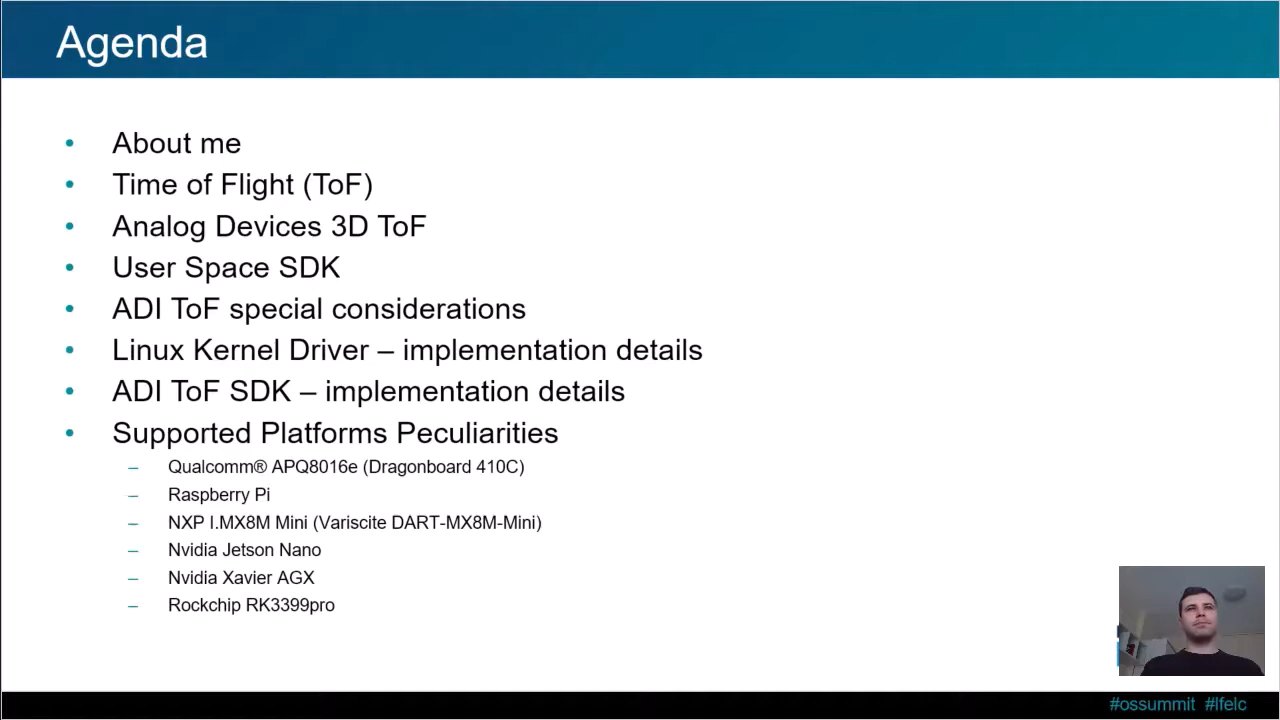 Agenda
• About me
• Time of Flight (ToF)
• Analog Devices 3D ToF
• User Space SDK
• ADI ToF special considerations
• Linux Kernel Driver – implementation details
• ADI ToF SDK – implementation details
• Supported Platforms Peculiarities
– Qualcomm® APQ8016e (Dragonboard 410C)
– Raspberry Pi
– NXP I.MX8M Mini (Variscite DART-MX8M-Mini)
– Nvidia Jetson Nano
– Nvidia Xavier AGX
– Rockchip RK3399pro
#ossummit #lfelc